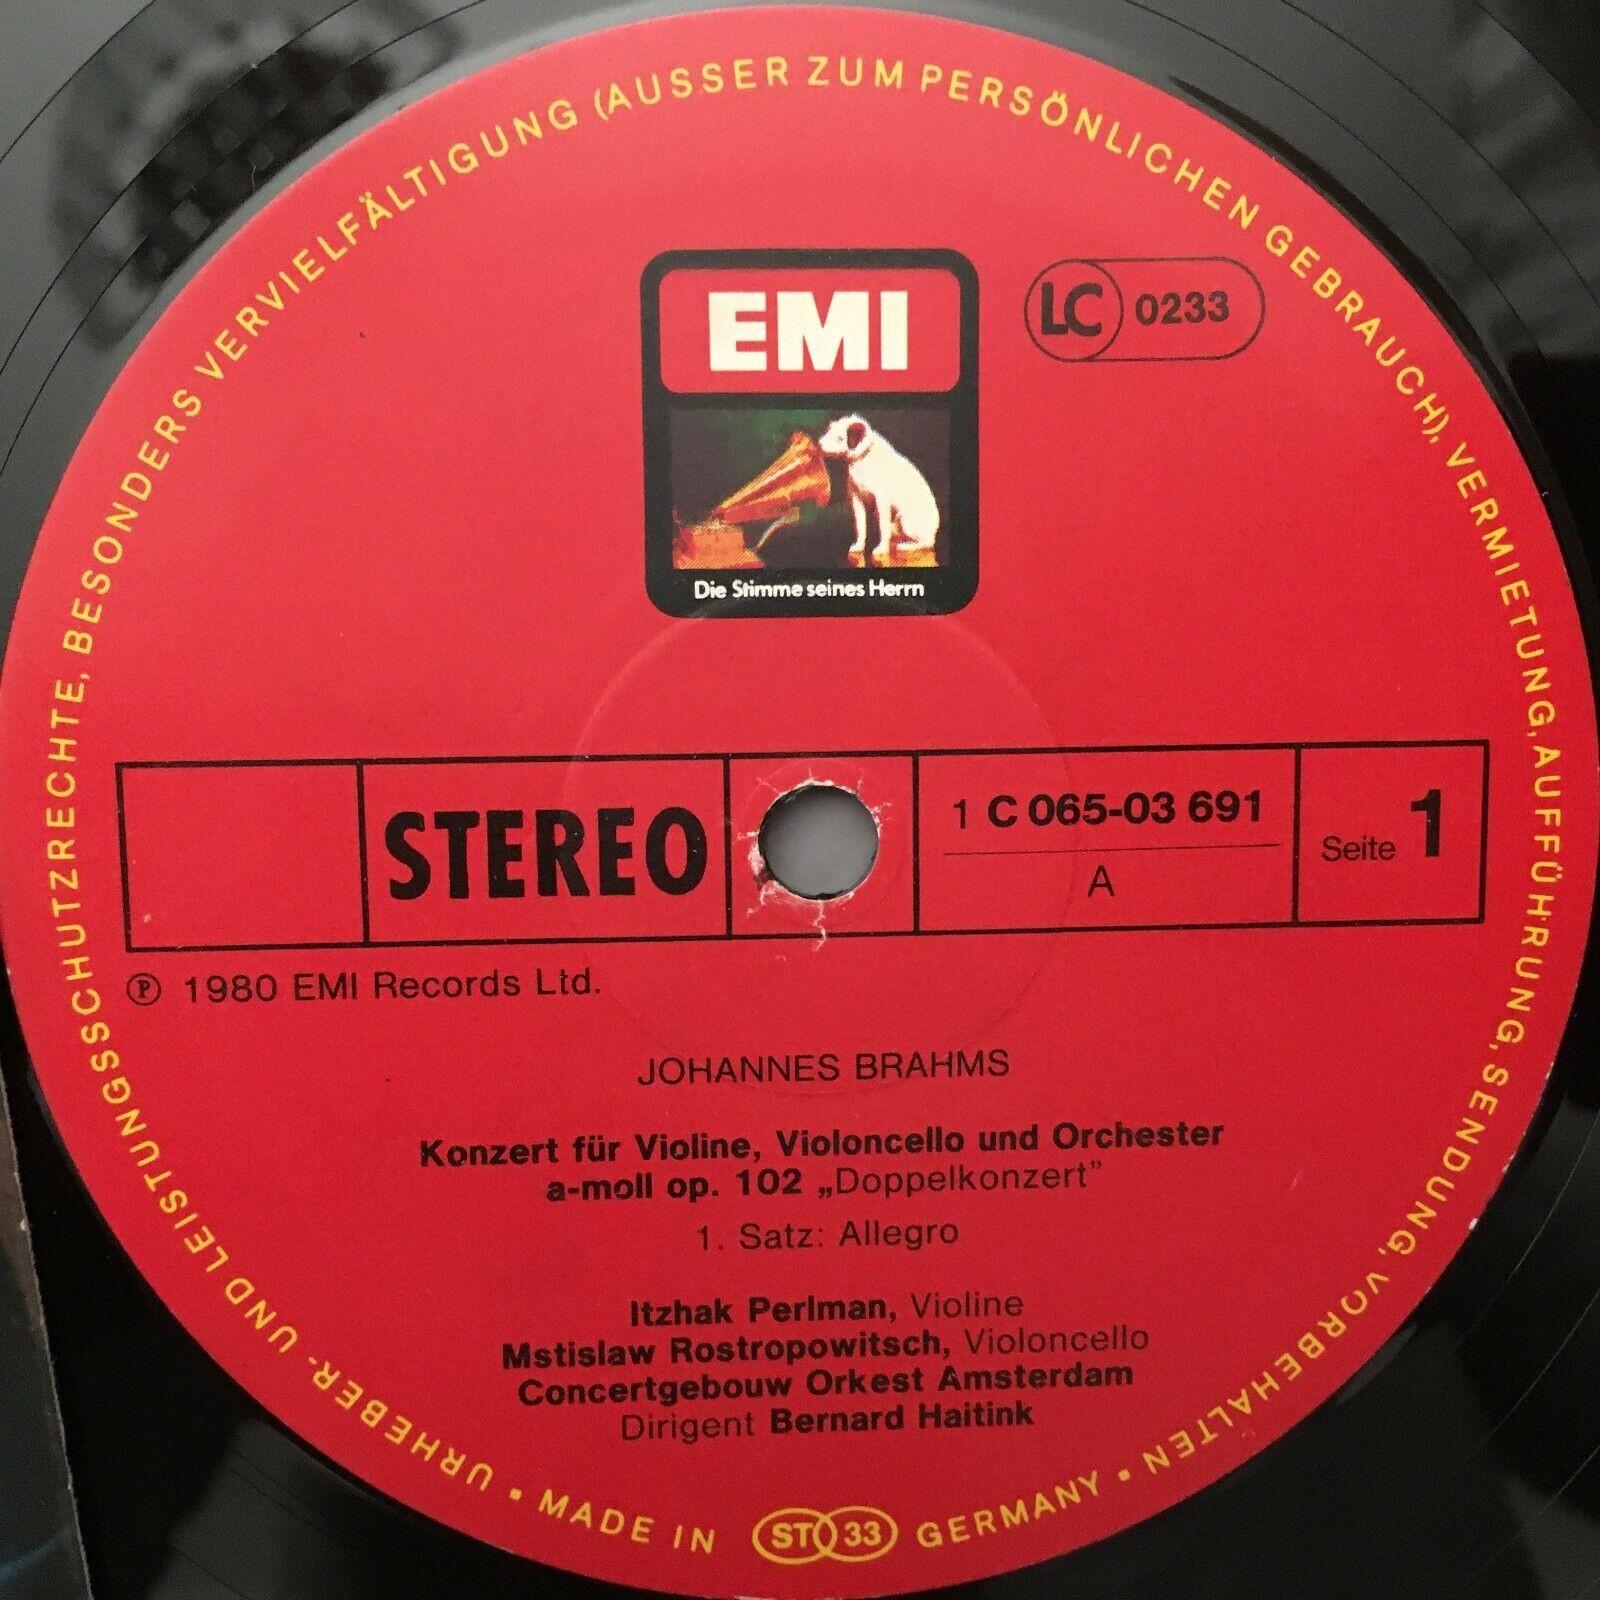 URHEBER- UND LEISTUNGSSCHUTZRECHTE, BESONDERS VERVIELFÄLTIGUNG (AUSSER ZUM PERSÖNLICHEN GEBRAUCH), VERMIETUNG, AUFFÜHRUNG, SENDUNG, VORBEHALTEN •
EMI
LC 0233
Die Stimme seines Herrn
STEREO
1 C 065-03 691
A
Seite 1
℗ 1980 EMI Records Ltd.
JOHANNES BRAHMS
Konzert für Violine, Violoncello und Orchester
a-moll op. 102 „Doppelkonzert”
1. Satz: Allegro
Itzhak Perlman, Violine
Mstislaw Rostropowitsch, Violoncello
Concertgebouw Orkest Amsterdam
Dirigent Bernard Haitink
• MADE IN ST 33 GERMANY